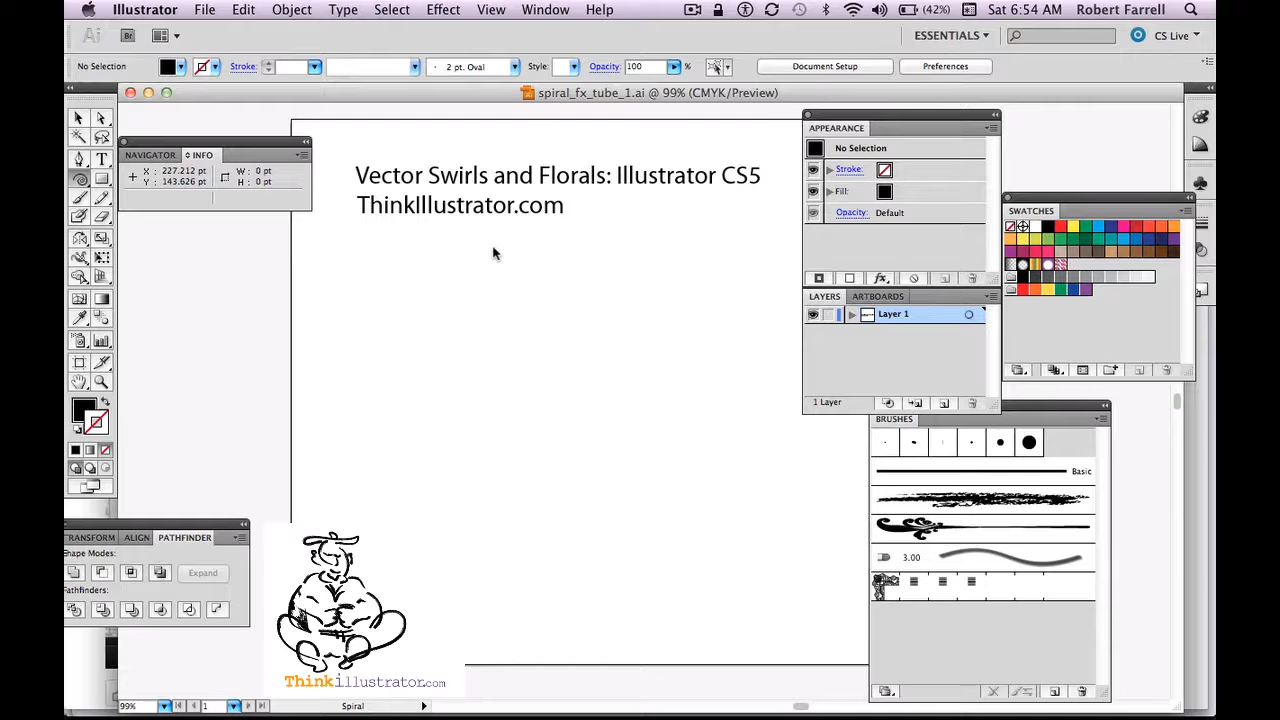 Illustrator File Edit Object Type Select Effect View Window Help (42%) Sat 6:54 AM Robert Farrell
Ai Br ESSENTIALS CS Live
No Selection Stroke: 2 pt. Oval Style: Opacity: 100 % Document Setup Preferences
spiral_fx_tube_1.ai @ 99% (CMYK/Preview)
NAVIGATOR INFO
X : 227.212 pt
Y : 143.626 pt
W : 0 pt
H : 0 pt
Vector Swirls and Florals: Illustrator CS5
ThinkIllustrator.com
APPEARANCE
No Selection
Stroke:
Fill:
Opacity: Default
LAYERS ARTBOARDS
Layer 1
1 Layer
SWATCHES
BRUSHES
Basic
3.00
TRANSFORM ALIGN PATHFINDER
Shape Modes:
Expand
Pathfinders:
Thinkillustrator.com
99% 1 Spiral